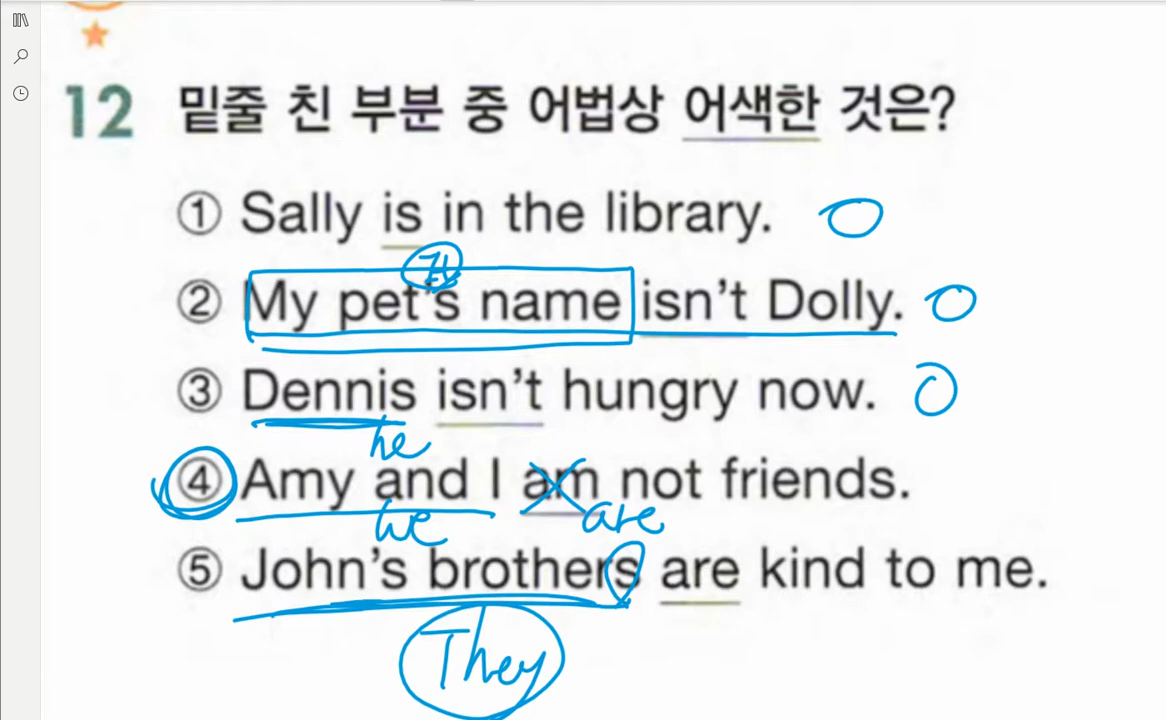 12 밑줄 친 부분 중 어법상 어색한 것은?
① Sally is in the library.
② My pet's name isn't Dolly.
③ Dennis isn't hungry now.
he
④ Amy and I am not friends.
we are
⑤ John's brothers are kind to me.
They